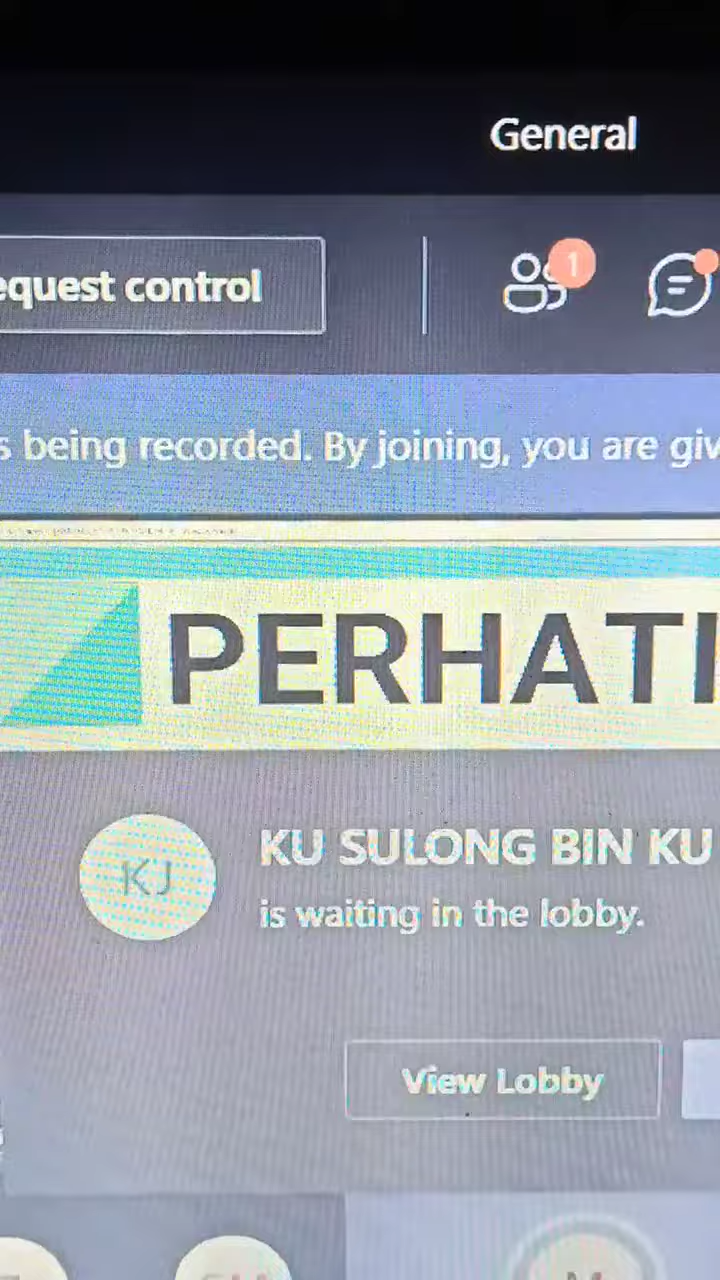 General
equest control
1
s being recorded. By joining, you are giv
PERHATI
KJ
KU SULONG BIN KU
is waiting in the lobby.
View Lobby